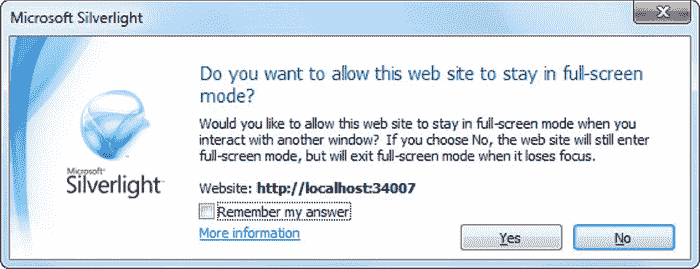 Microsoft Silverlight
Do you want to allow this web site to stay in full-screen
mode?
Would you like to allow this web site to stay in full-screen mode when you
interact with another window?  If you choose No, the web site will still enter
full-screen mode, but will exit full-screen mode when it loses focus.
Microsoft®
Silverlight™
Website: http://localhost:34007
Remember my answer
More information
Yes
No